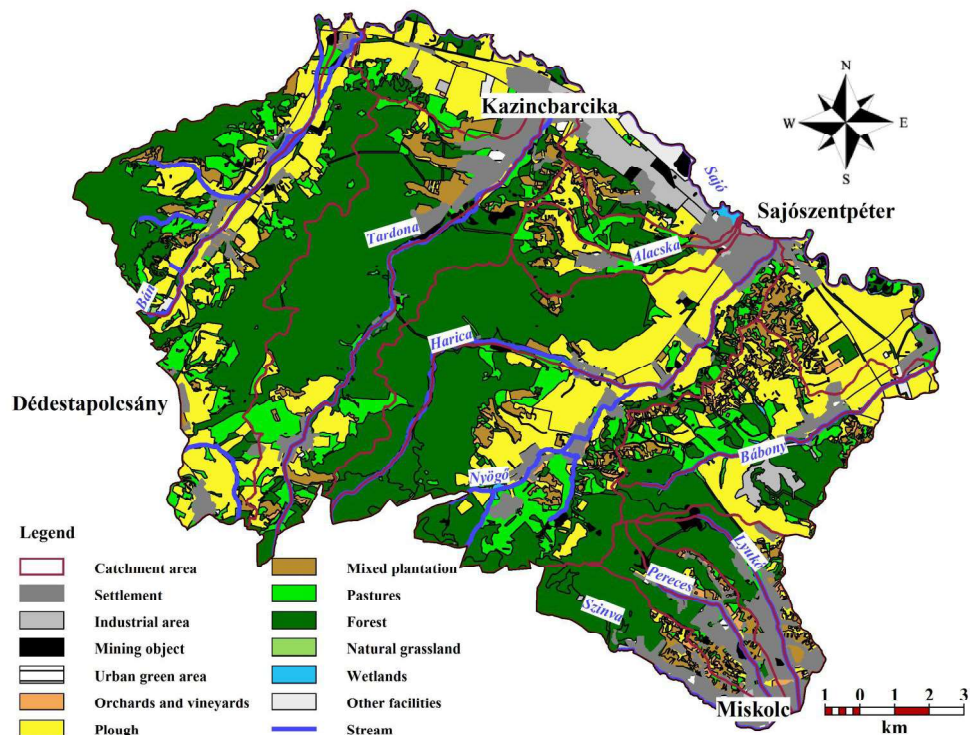 N
W
E
S
Kazincbarcika
Sajó
Sajószentpéter
Tardona
Alacska
Bán
Harica
Dédestapolcsány
Bábony
Nyögő
Lyukó
Pereces
Szinva
Miskolc
Legend
Catchment area
Settlement
Industrial area
Mining object
Urban green area
Orchards and vineyards
Plough
Mixed plantation
Pastures
Forest
Natural grassland
Wetlands
Other facilities
Stream
1 0 1 2 3
km